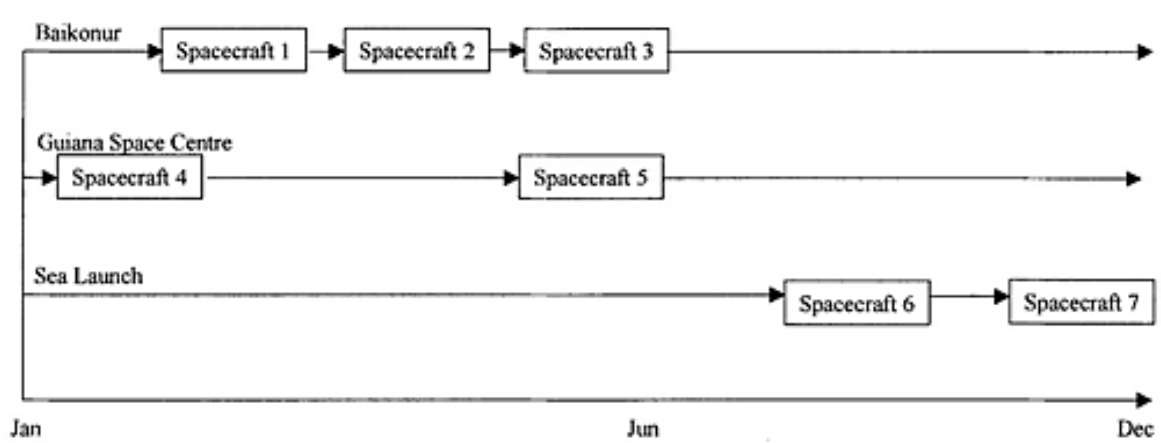 Baikonur
Spacecraft 1 Spacecraft 2 Spacecraft 3
Guiana Space Centre
Spacecraft 4 Spacecraft 5
Sea Launch
Spacecraft 6 Spacecraft 7
Jan Jun Dec